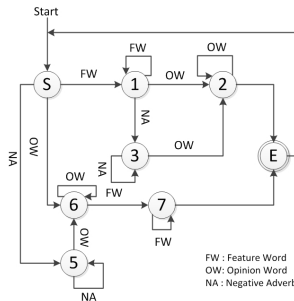 Start
FW
OW
S
FW
1
OW
2
NA
NA
OW
NA
3
OW
E
OW
FW
6
7
OW
FW
5
NA
FW : Feature Word
OW: Opinion Word
NA : Negative Adverb